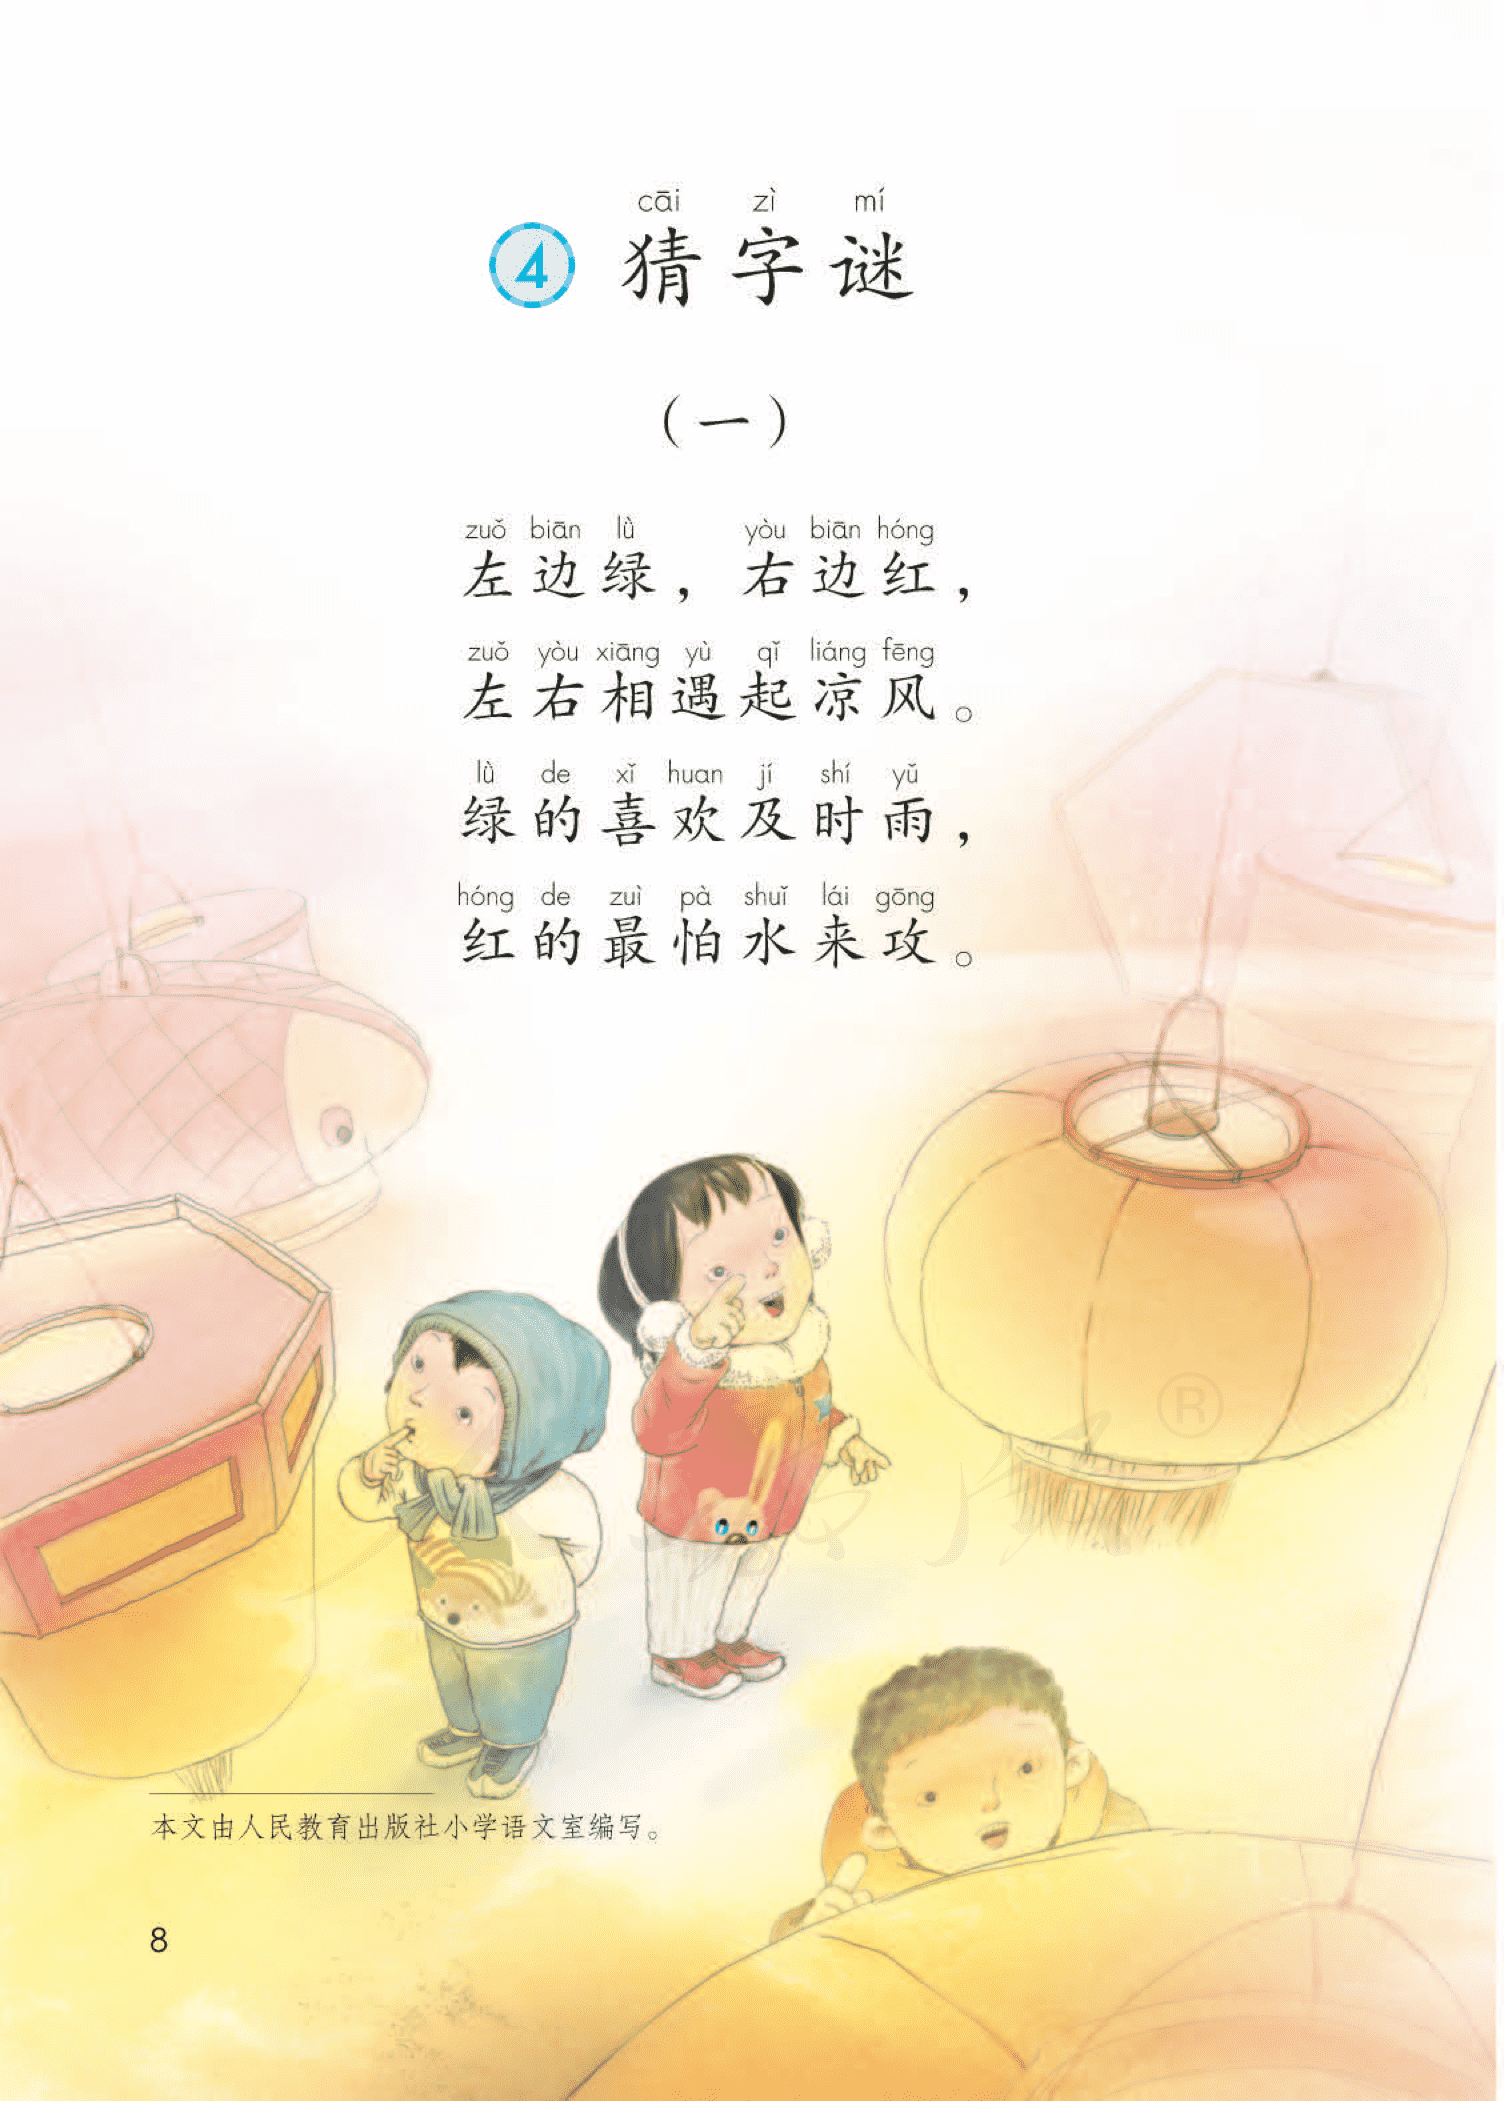 cāi zì mí
4 猜字谜
（一）
zuǒ biān lǜ yòu biān hóng
左边绿，右边红，
zuǒ yòu xiāng yù qǐ liáng fēng
左右相遇起凉风。
lǜ de xǐ huan jí shí yǔ
绿的喜欢及时雨，
hóng de zuì pà shuǐ lái gōng
红的最怕水来攻。
®
本文由人民教育出版社小学语文室编写。
8